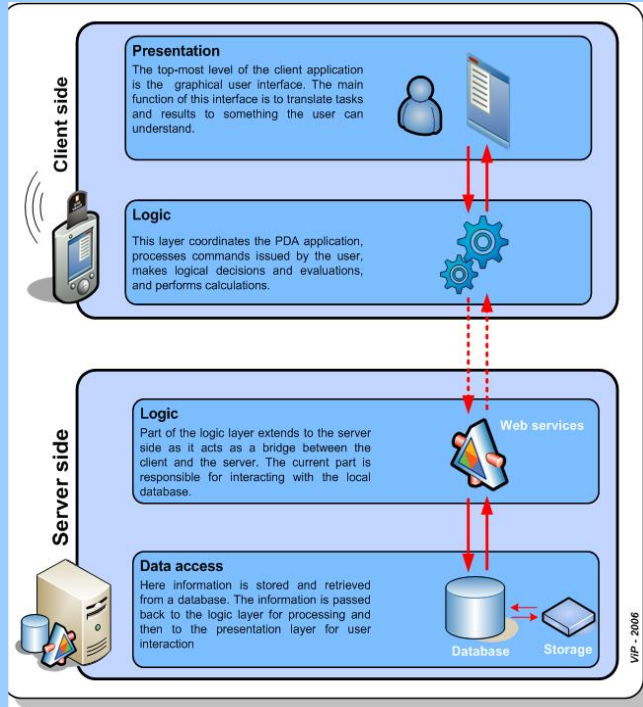 Client side
Presentation
The top-most level of the client application
is the graphical user interface. The main
function of this interface is to translate tasks
and results to something the user can
understand.
Logic
This layer coordinates the PDA application,
processes commands issued by the user,
makes logical decisions and evaluations,
and performs calculations.
Server side
Logic
Part of the logic layer extends to the server
side as it acts as a bridge between the
client and the server. The current part is
responsible for interacting with the local
database.
Web services
Data access
Here information is stored and retrieved
from a database. The information is passed
back to the logic layer for processing and
then to the presentation layer for user
interaction
Database
Storage
ViP - 2006